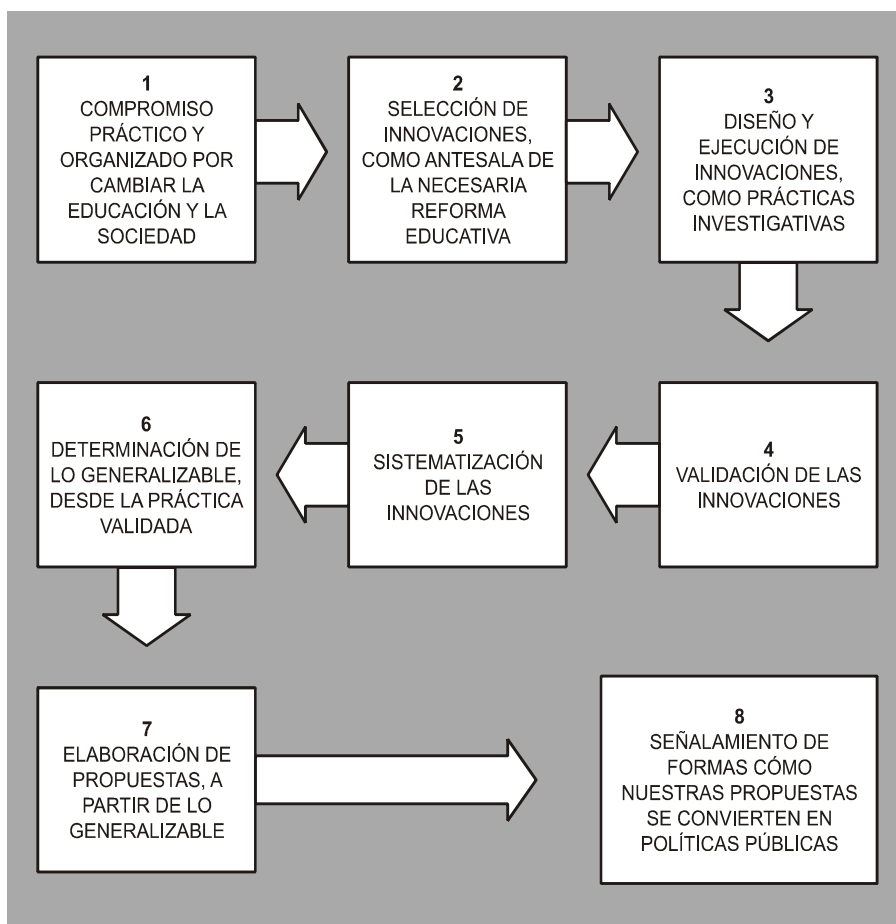 1
COMPROMISO
PRÁCTICO Y
ORGANIZADO POR
CAMBIAR LA
EDUCACIÓN Y LA
SOCIEDAD
2
SELECCIÓN DE
INNOVACIONES,
COMO ANTESALA DE
LA NECESARIA
REFORMA
EDUCATIVA
3
DISEÑO Y
EJECUCIÓN DE
INNOVACIONES,
COMO PRÁCTICAS
INVESTIGATIVAS
4
VALIDACIÓN DE LAS
INNOVACIONES
5
SISTEMATIZACIÓN
DE LAS
INNOVACIONES
6
DETERMINACIÓN DE
LO GENERALIZABLE,
DESDE LA PRÁCTICA
VALIDADA
7
ELABORACIÓN DE
PROPUESTAS, A
PARTIR DE LO
GENERALIZABLE
8
SEÑALAMIENTO DE
FORMAS CÓMO
NUESTRAS PROPUESTAS
SE CONVIERTEN EN
POLÍTICAS PÚBLICAS